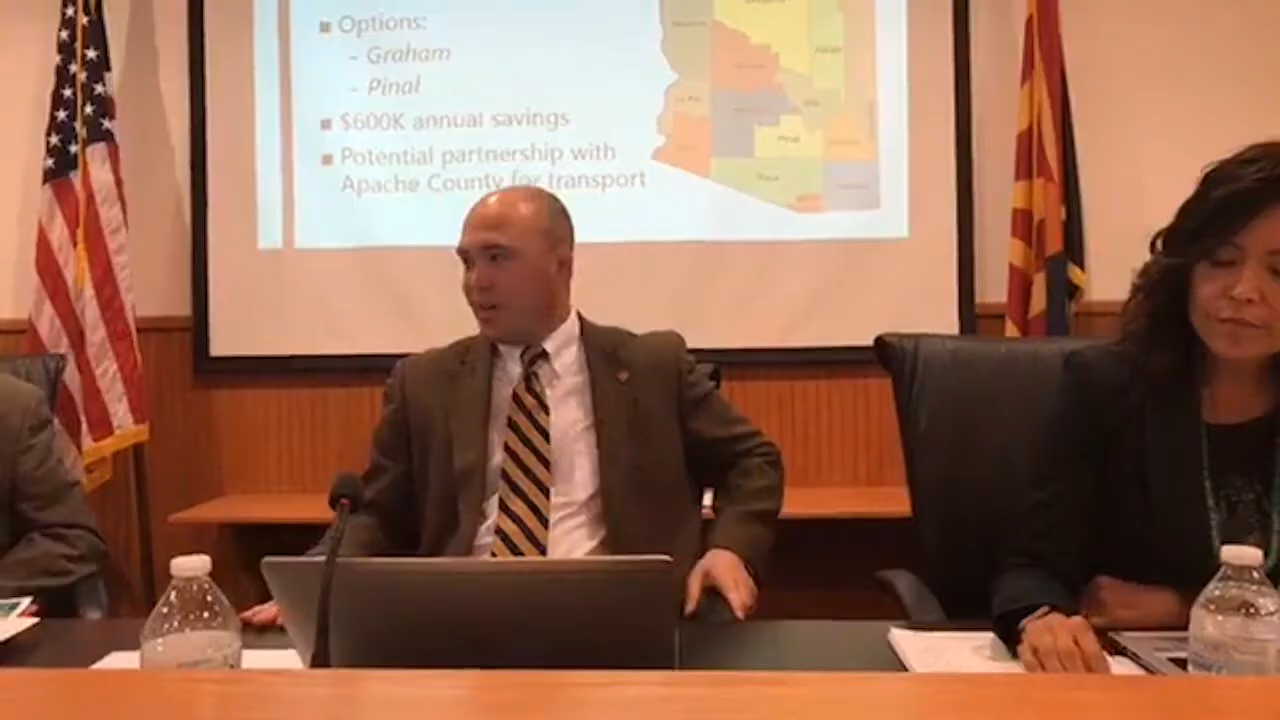 Options:
– Graham
– Pinal
$600K annual savings
Potential partnership with
Apache County for transport
Pinal